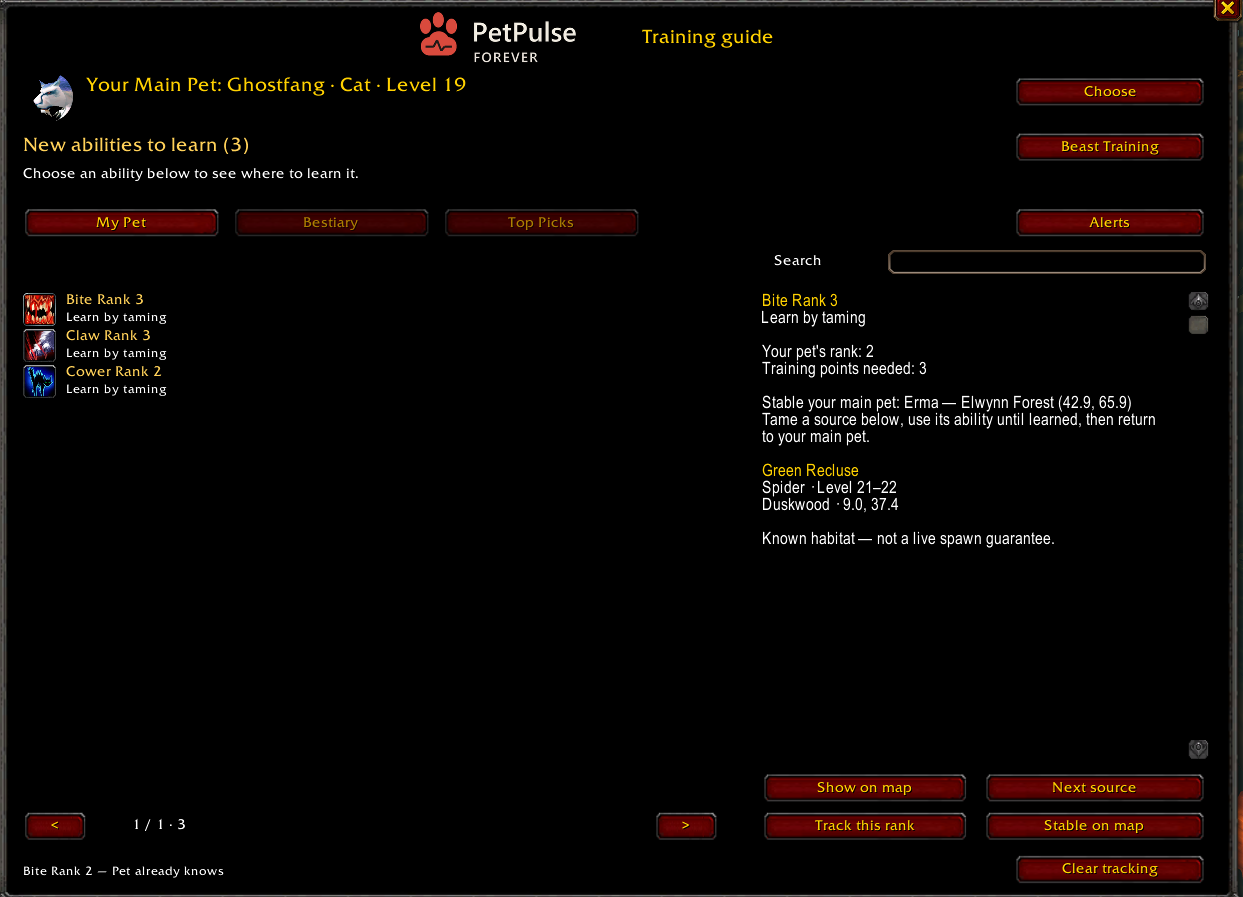 PetPulse
FOREVER
Training guide
Your Main Pet: Ghostfang · Cat · Level 19
Choose
New abilities to learn (3)
Beast Training
Choose an ability below to see where to learn it.
My Pet
Bestiary
Top Picks
Alerts
Search
Bite Rank 3
Learn by taming
Claw Rank 3
Learn by taming
Cower Rank 2
Learn by taming
Bite Rank 3
Learn by taming
Your pet's rank: 2
Training points needed: 3
Stable your main pet: Erma — Elwynn Forest (42.9, 65.9)
Tame a source below, use its ability until learned, then return
to your main pet.
Green Recluse
Spider · Level 21–22
Duskwood · 9.0, 37.4
Known habitat — not a live spawn guarantee.
Show on map
Next source
<
1 / 1 · 3
>
Track this rank
Stable on map
Bite Rank 2 — Pet already knows
Clear tracking